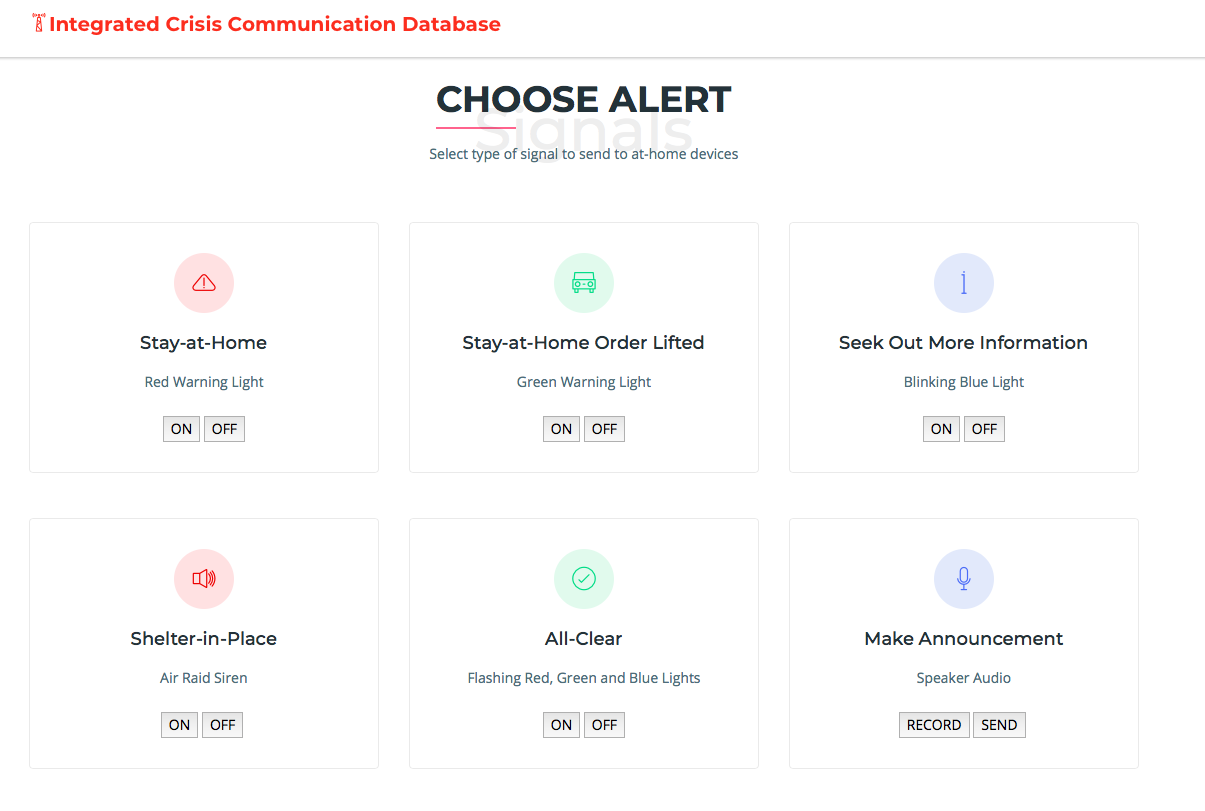 Integrated Crisis Communication Database
CHOOSE ALERT
Signals
Select type of signal to send to at-home devices
Stay-at-Home
Red Warning Light
ON OFF
Stay-at-Home Order Lifted
Green Warning Light
ON OFF
Seek Out More Information
Blinking Blue Light
ON OFF
Shelter-in-Place
Air Raid Siren
ON OFF
All-Clear
Flashing Red, Green and Blue Lights
ON OFF
Make Announcement
Speaker Audio
RECORD SEND